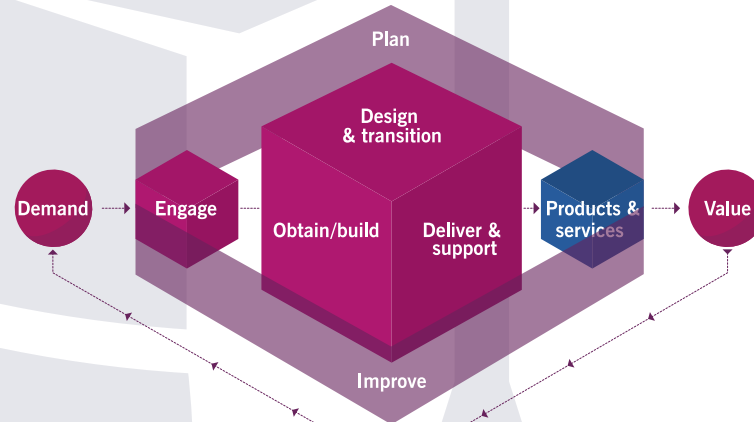 Plan
Design
& transition
Demand
Engage
Obtain/build
Deliver &
support
Products &
services
Value
Improve